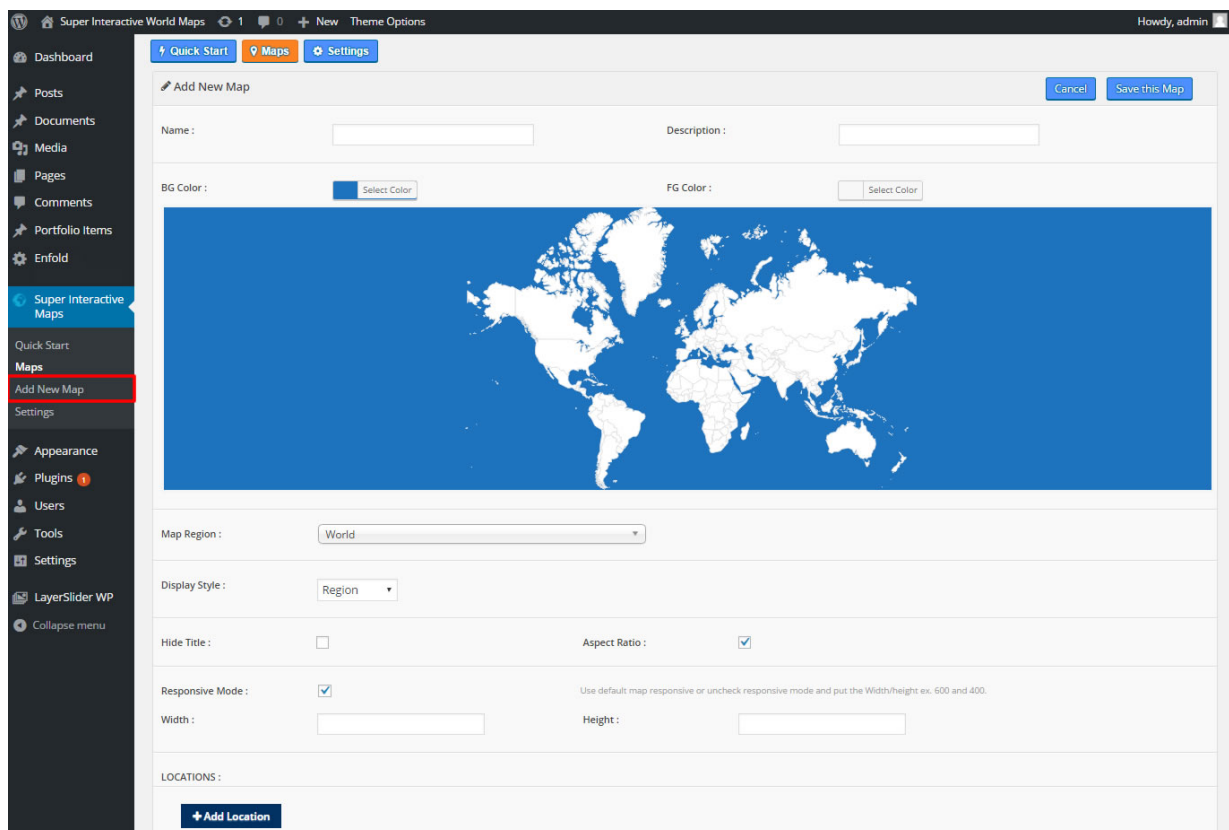 Super Interactive World Maps 1 0 + New Theme Options Howdy, admin
Dashboard
Posts
Documents
Media
Pages
Comments
Portfolio Items
Enfold
Super Interactive
Maps
Quick Start
Maps
Add New Map
Settings
Appearance
Plugins 1
Users
Tools
Settings
LayerSlider WP
Collapse menu
Quick Start Maps Settings
Add New Map Cancel Save this Map
Name : Description :
BG Color : Select Color FG Color : Select Color
Map Region : World
Display Style : Region
Hide Title : Aspect Ratio :
Responsive Mode : Use default map responsive or uncheck responsive mode and put the Width/height ex. 600 and 400.
Width : Height :
LOCATIONS :
+ Add Location